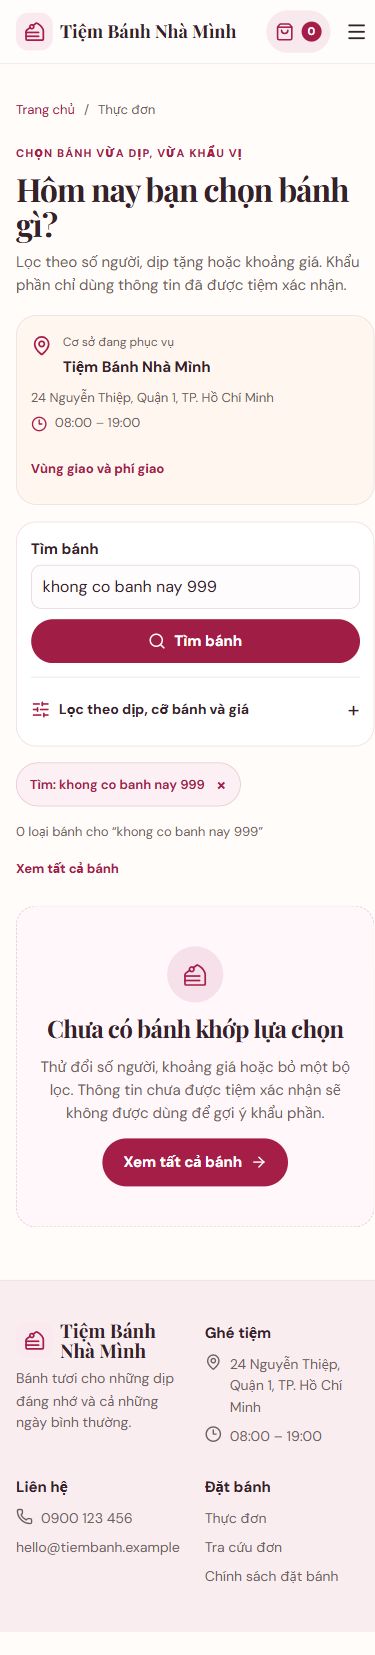 Tiệm Bánh Nhà Mình
0
Trang chủ / Thực đơn
CHỌN BÁNH VỪA DỊP, VỪA KHẨU VỊ
Hôm nay bạn chọn bánh
gì?
Lọc theo số người, dịp tặng hoặc khoảng giá. Khẩu
phần chỉ dùng thông tin đã được tiệm xác nhận.
Cơ sở đang phục vụ
Tiệm Bánh Nhà Mình
24 Nguyễn Thiệp, Quận 1, TP. Hồ Chí Minh
08:00 – 19:00
Vùng giao và phí giao
Tìm bánh
khong co banh nay 999
Tìm bánh
Lọc theo dịp, cỡ bánh và giá +
Tìm: khong co banh nay 999 ×
0 loại bánh cho “khong co banh nay 999”
Xem tất cả bánh
Chưa có bánh khớp lựa chọn
Thử đổi số người, khoảng giá hoặc bỏ một bộ
lọc. Thông tin chưa được tiệm xác nhận sẽ
không được dùng để gợi ý khẩu phần.
Xem tất cả bánh →
Tiệm Bánh
Nhà Mình
Bánh tươi cho những dịp
đáng nhớ và cả những
ngày bình thường.
Ghé tiệm
24 Nguyễn Thiệp,
Quận 1, TP. Hồ Chí
Minh
08:00 – 19:00
Liên hệ
0900 123 456
hello@tiembanh.example
Đặt bánh
Thực đơn
Tra cứu đơn
Chính sách đặt bánh